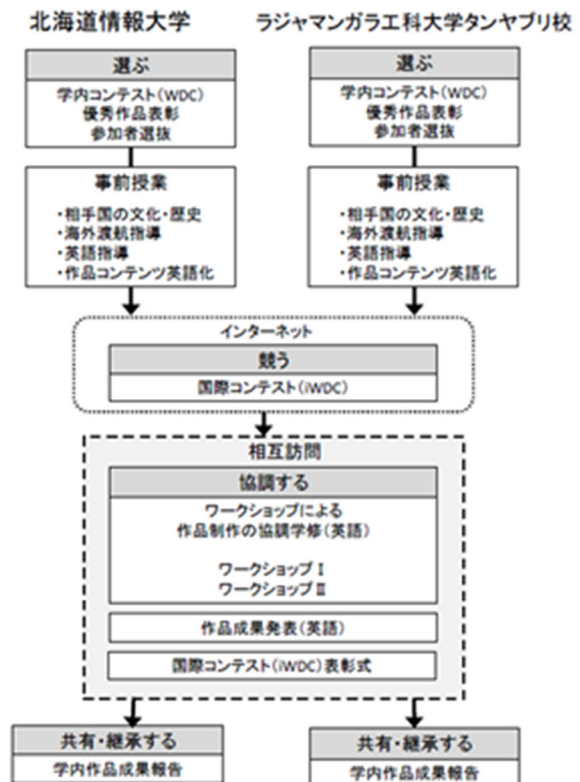 北海道情報大学
ラジャマンガラ工科大学タンヤブリ校
選ぶ
学内コンテスト(WDC)
優秀作品表彰
参加者選抜
選ぶ
学内コンテスト(WDC)
優秀作品表彰
参加者選抜
事前授業
・相手国の文化・歴史
・海外渡航指導
・英語指導
・作品コンテンツ英語化
事前授業
・相手国の文化・歴史
・海外渡航指導
・英語指導
・作品コンテンツ英語化
インターネット
競う
国際コンテスト(iWDC)
相互訪問
協調する
ワークショップによる
作品制作の協調学修(英語)
ワークショップⅠ
ワークショップⅡ
作品成果発表(英語)
国際コンテスト(iWDC)表彰式
共有・継承する
学内作品成果報告
共有・継承する
学内作品成果報告